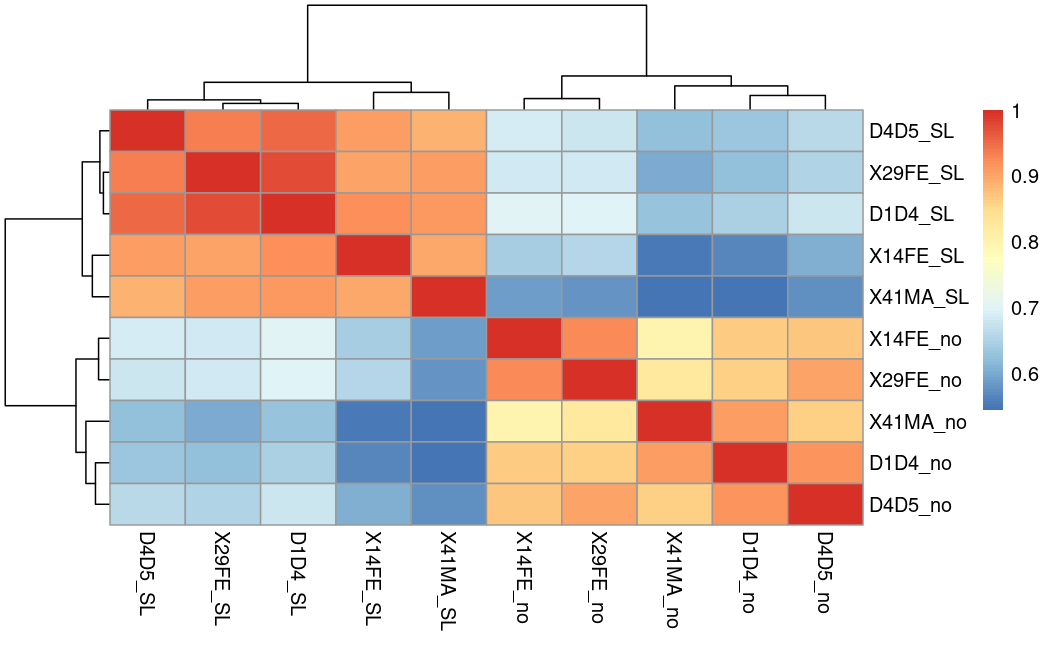 D4D5_SL
X29FE_SL
D1D4_SL
X14FE_SL
X41MA_SL
X14FE_no
X29FE_no
X41MA_no
D1D4_no
D4D5_no
1
0.9
0.8
0.7
0.6
D4D5_SL
X29FE_SL
D1D4_SL
X14FE_SL
X41MA_SL
X14FE_no
X29FE_no
X41MA_no
D1D4_no
D4D5_no